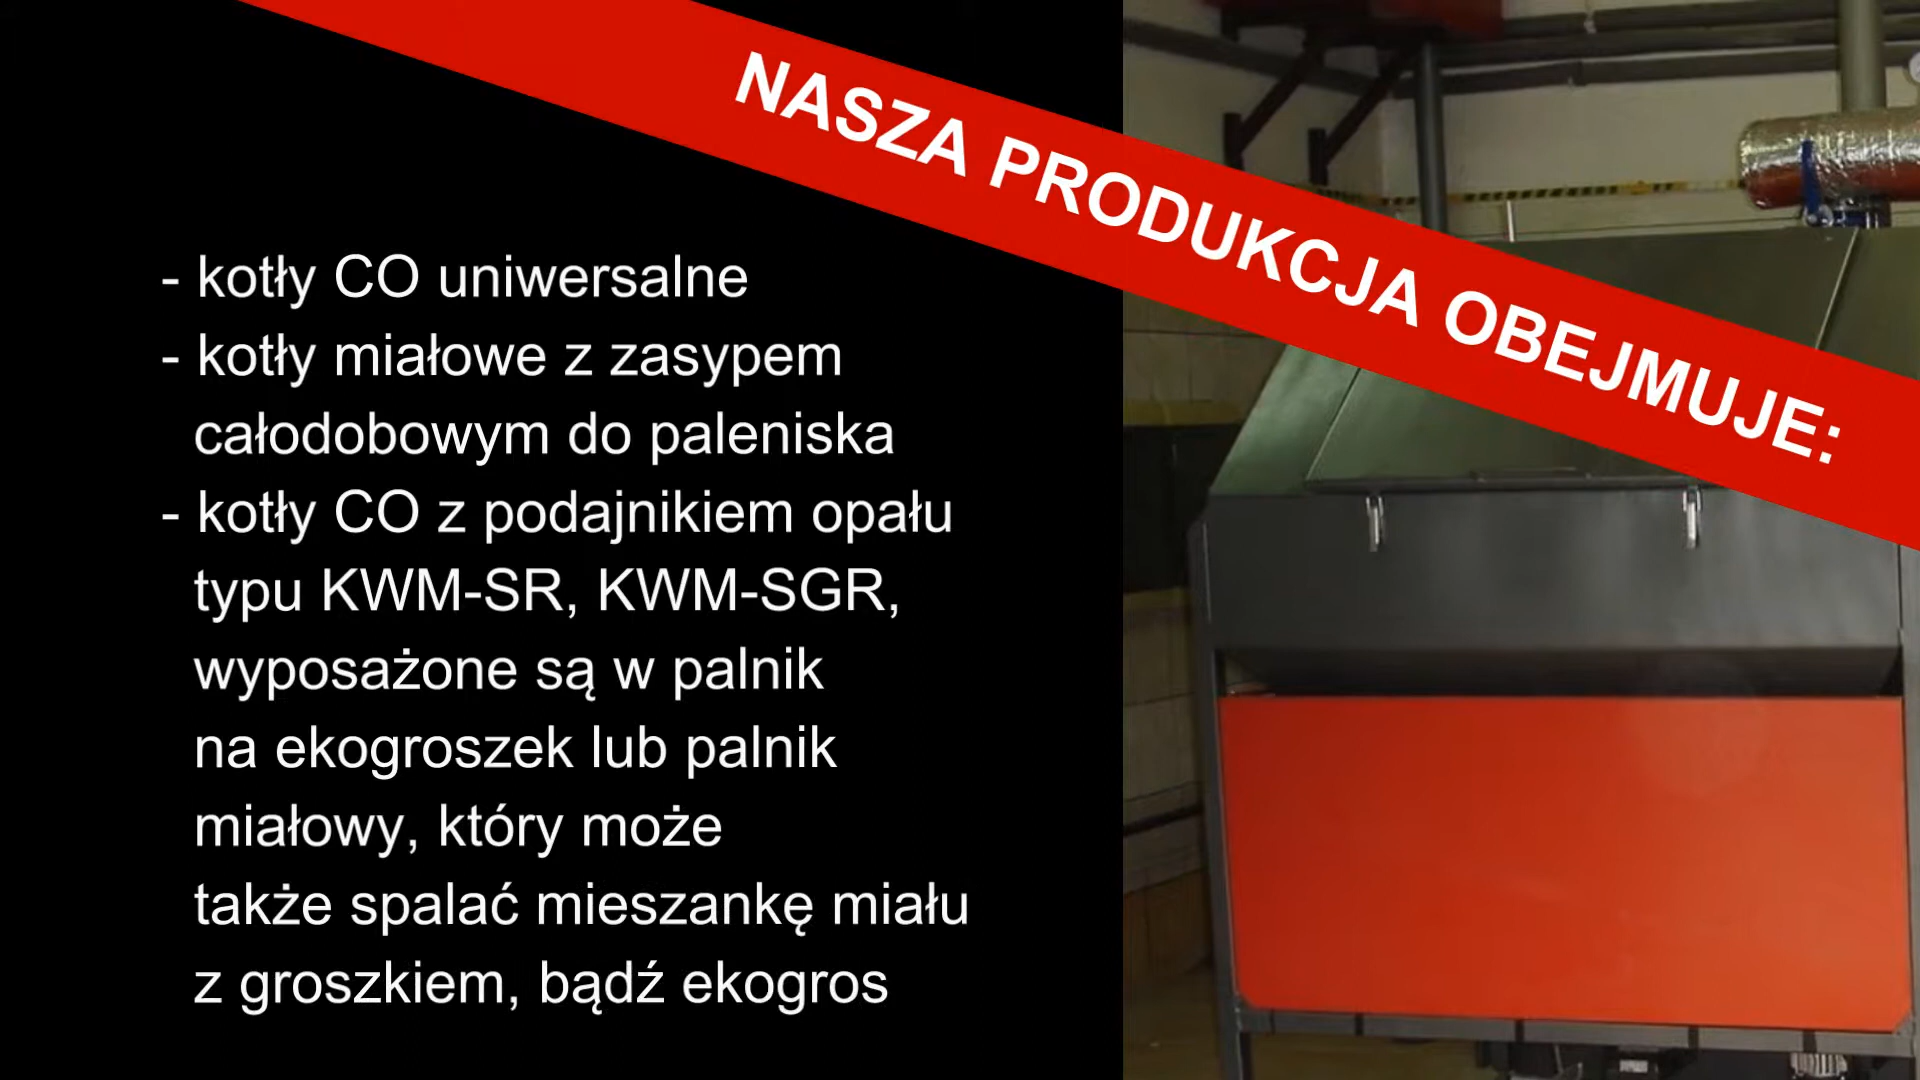 NASZA PRODUKCJA OBEJMUJE:
- kotły CO uniwersalne
- kotły miałowe z zasypem
całodobowym do paleniska
- kotły CO z podajnikiem opału
typu KWM-SR, KWM-SGR,
wyposażone są w palnik
na ekogroszek lub palnik
miałowy, który może
także spalać mieszankę miału
z groszkiem, bądź ekogros